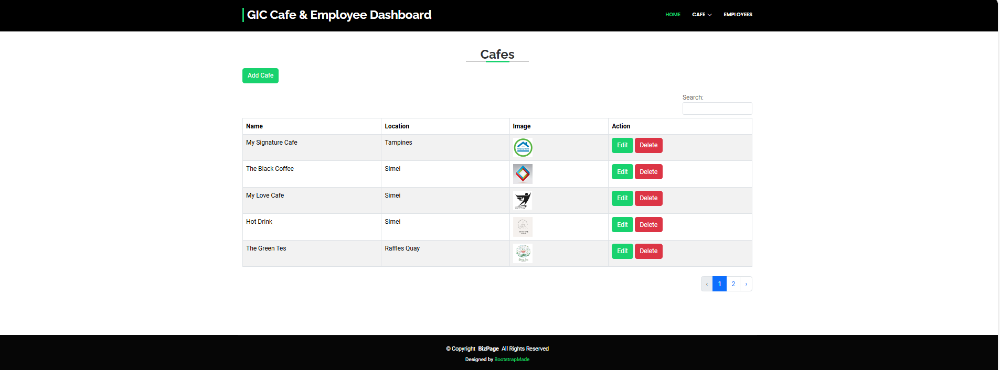 GIC Cafe & Employee Dashboard
HOME CAFE EMPLOYEES
Cafes
Add Cafe
Search:
Name Location Image Action
My Signature Cafe Tampines Edit Delete
The Black Coffee Simei Edit Delete
My Love Cafe Simei Edit Delete
Hot Drink Simei Edit Delete
The Green Tes Raffles Quay Edit Delete
‹ 1 2 ›
© Copyright BizPage All Rights Reserved
Designed by BootstrapMade